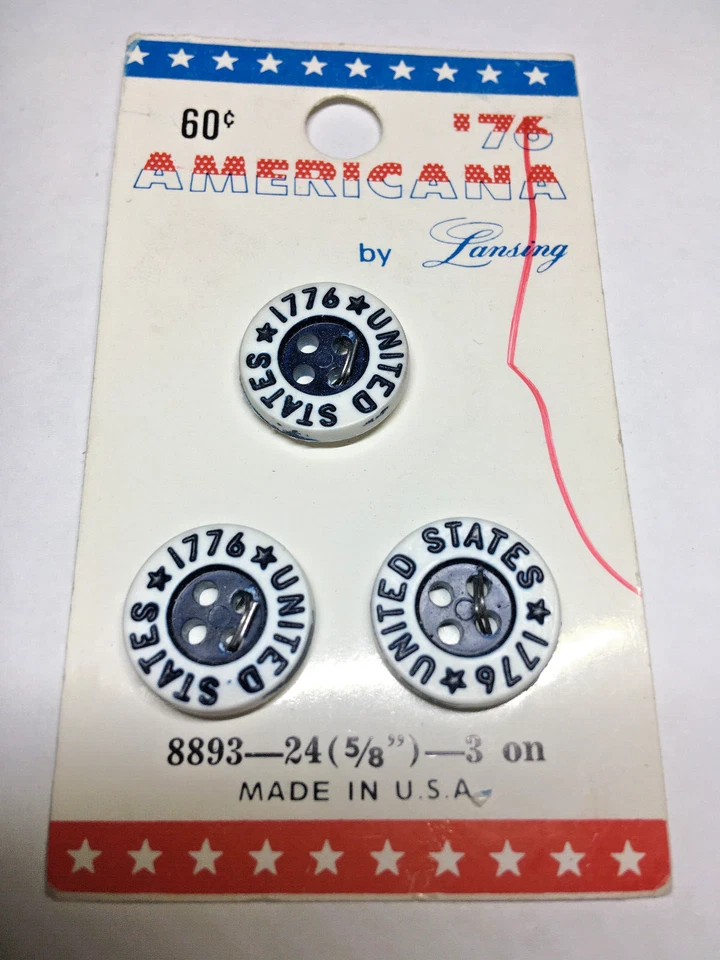 60¢
'76
AMERICANA
by Lansing
1776 ★ UNITED STATES ★
1776 ★ UNITED STATES ★
UNITED STATES ★ 1776 ★
8893—24(5/8")—3 on
MADE IN U.S.A.